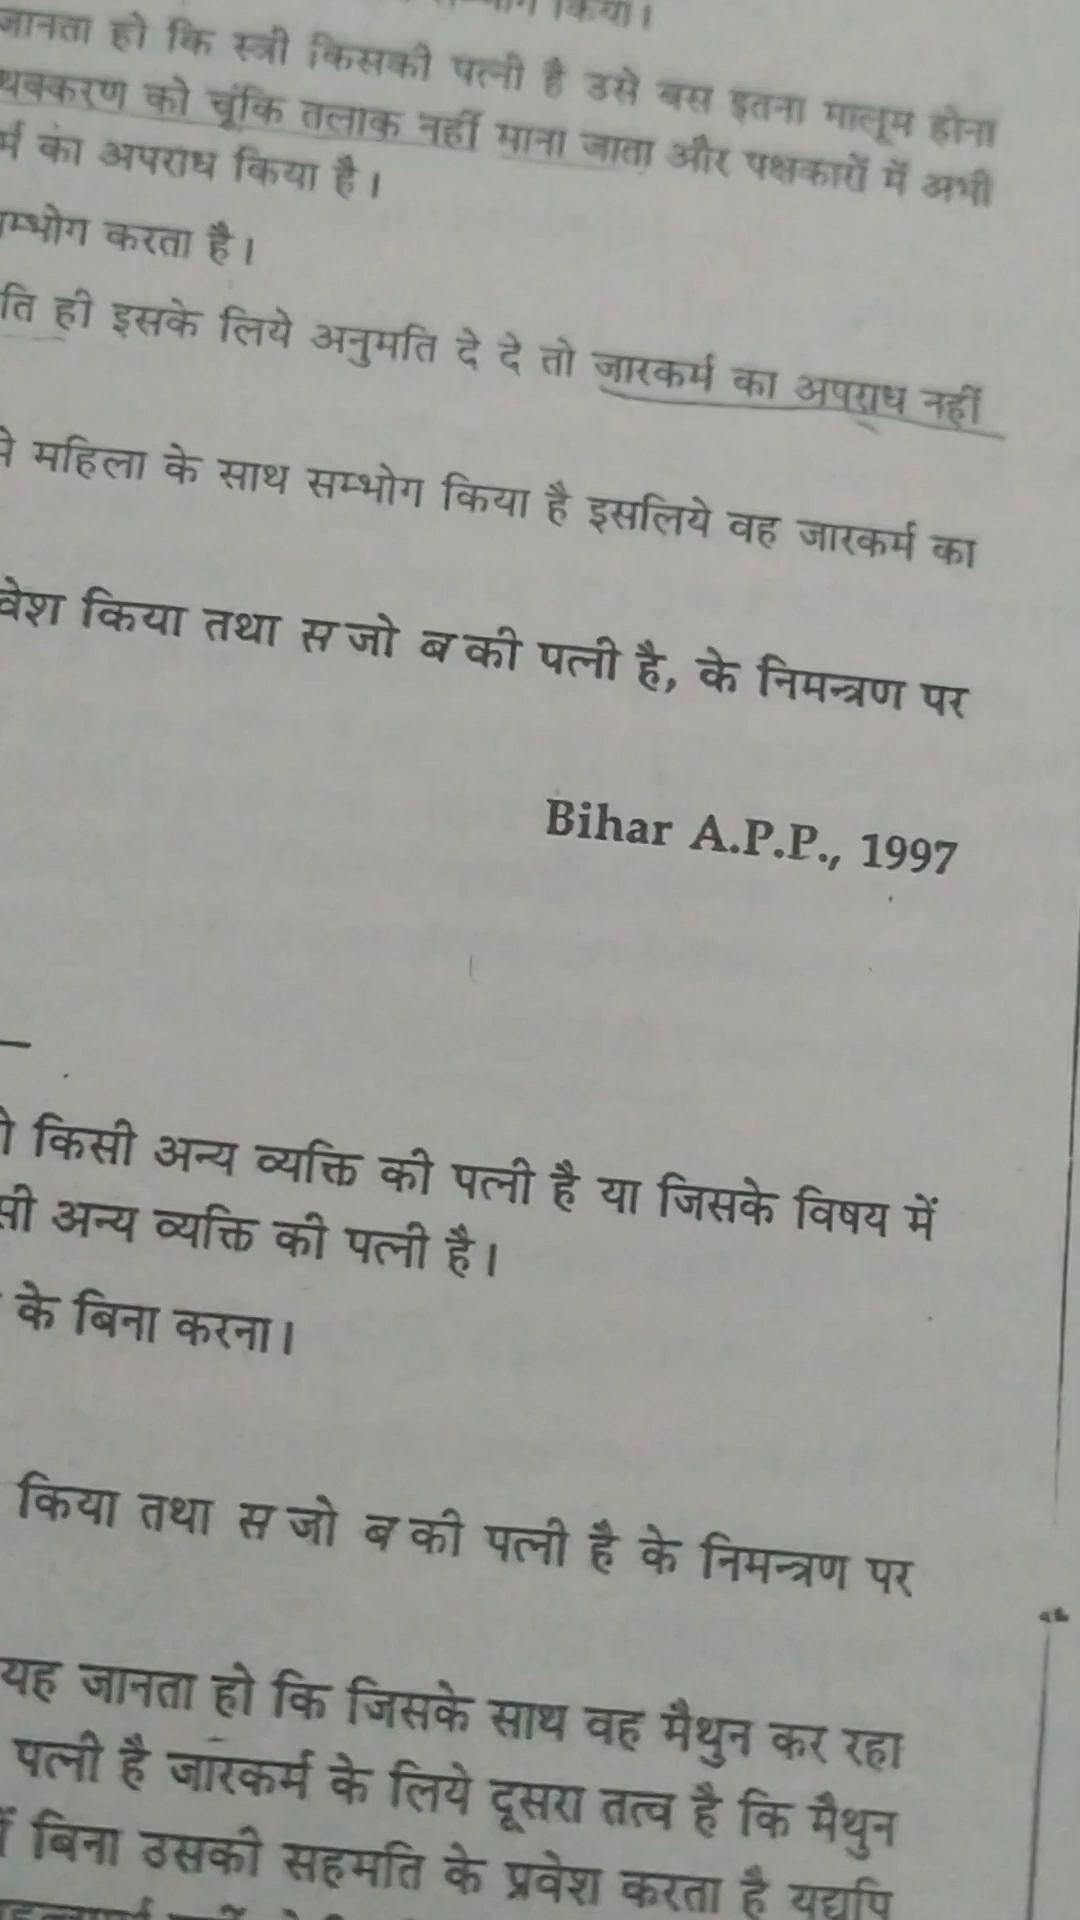 किया।
जानता हो कि स्त्री किसकी पत्नी है उसे बस इतना मालूम होना
थक्करण को चूंकि तलाक नहीं माना जाता और पक्षकारों में अभी
र्म का अपराध किया है।
म्भोग करता है।
ति ही इसके लिये अनुमति दे दे तो जारकर्म का अपराध नहीं
ने महिला के साथ सम्भोग किया है इसलिये वह जारकर्म का
वेश किया तथा स जो ब की पत्नी है, के निमन्त्रण पर
Bihar A.P.P., 1997
किसी अन्य व्यक्ति की पत्नी है या जिसके विषय में
सी अन्य व्यक्ति की पत्नी है।
के बिना करना।
किया तथा स जो ब की पत्नी है के निमन्त्रण पर
यह जानता हो कि जिसके साथ वह मैथुन कर रहा
पत्नी है जारकर्म के लिये दूसरा तत्व है कि मैथुन
बिना उसकी सहमति के प्रवेश करता है यद्यपि